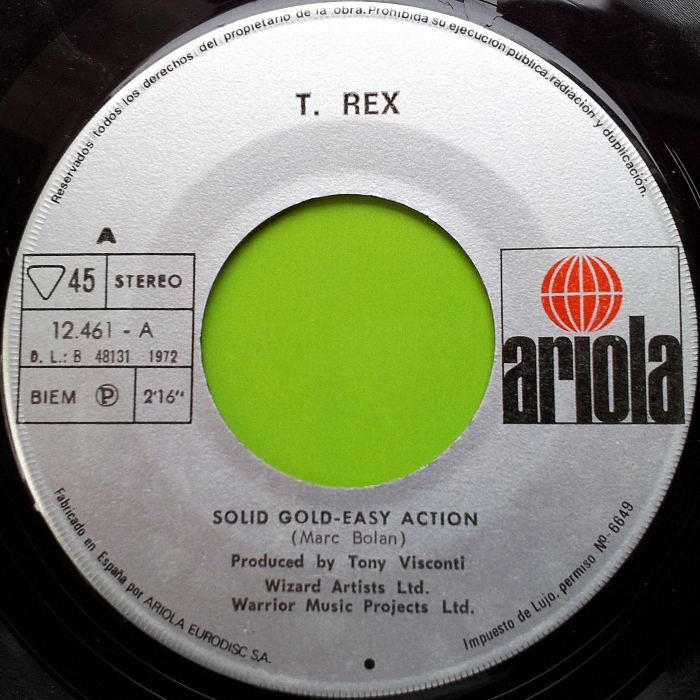 Reservados todos los derechos del propietario de la obra. Prohibida su ejecución pública, radiación y duplicación.
T. REX
A
45 STEREO
12.461 - A
D. L.: B 48131 1972
BIEM Ⓟ 2'16"
ariola
SOLID GOLD-EASY ACTION
(Marc Bolan)
Produced by Tony Visconti
Wizard Artists Ltd.
Warrior Music Projects Ltd.
Fabricado en España por ARIOLA EURODISC S.A.
Impuesto de Lujo, permiso Nº- 6649